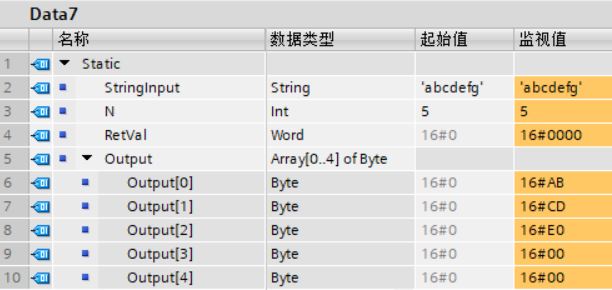 Data7
名称 数据类型 起始值 监视值
1 Static
2 StringInput String 'abcdefg' 'abcdefg'
3 N Int 5 5
4 RetVal Word 16#0 16#0000
5 Output Array[0..4] of Byte
6 Output[0] Byte 16#0 16#AB
7 Output[1] Byte 16#0 16#CD
8 Output[2] Byte 16#0 16#E0
9 Output[3] Byte 16#0 16#00
10 Output[4] Byte 16#0 16#00